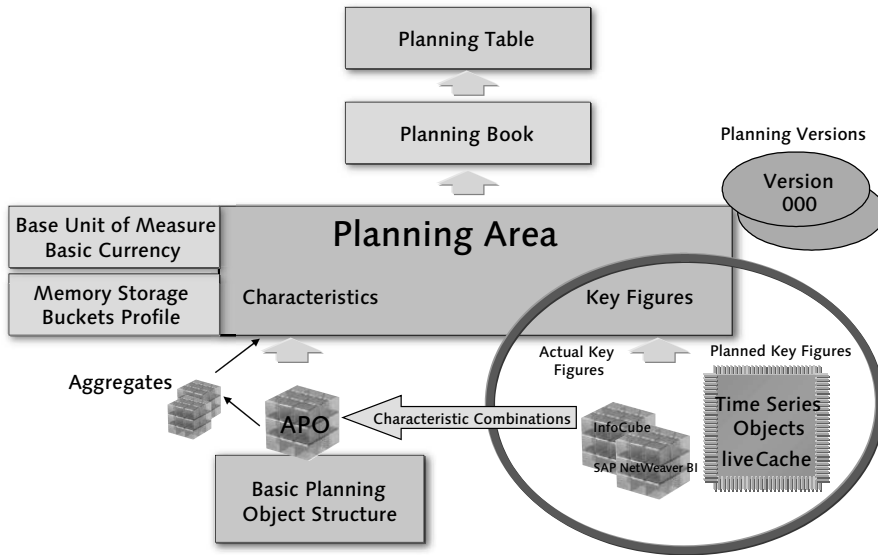 Planning Table
Planning Book
Planning Versions
Version
000
Base Unit of Measure
Basic Currency
Planning Area
Memory Storage
Buckets Profile
Characteristics
Key Figures
Actual Key
Figures
Planned Key Figures
Aggregates
APO
Characteristic Combinations
InfoCube
SAP NetWeaver BI
Time Series
Objects
liveCache
Basic Planning
Object Structure